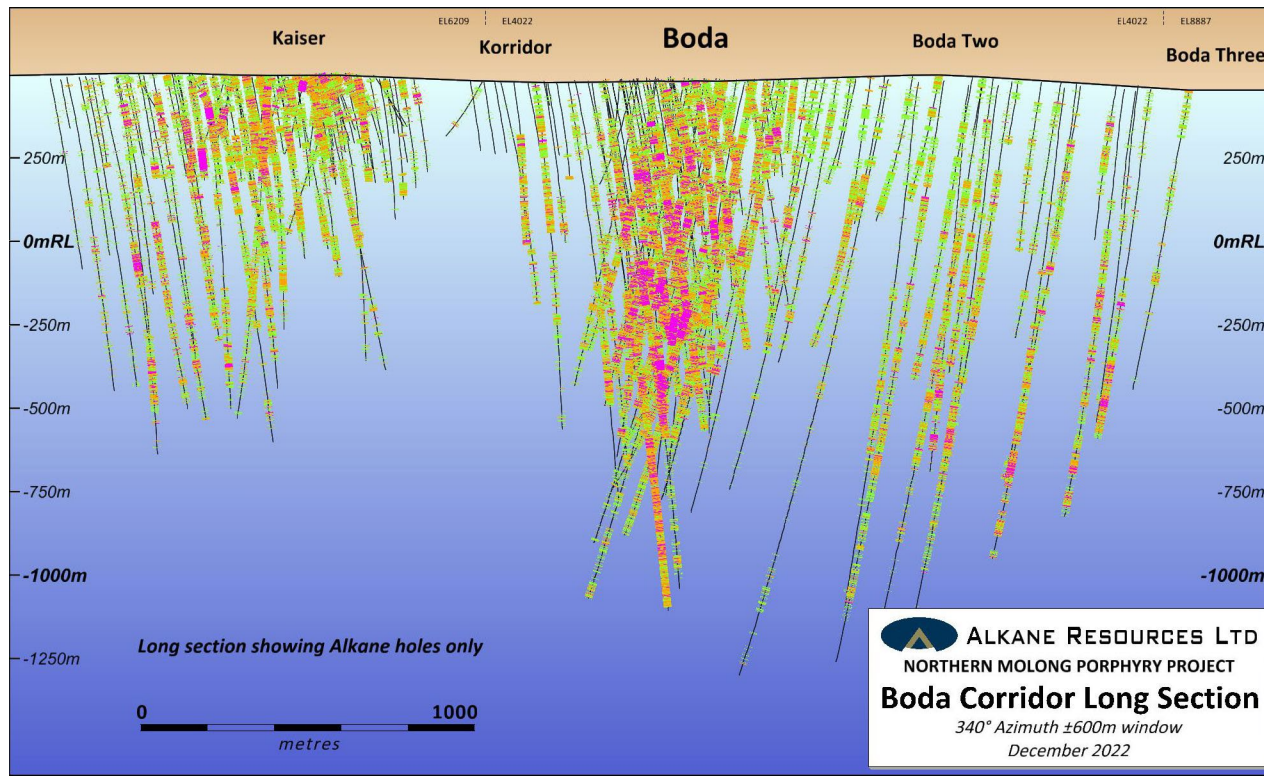 EL6209 EL4022
EL4022 EL8887
Kaiser
Korridor
Boda
Boda Two
Boda Three
250m
250m
0mRL
0mRL
-250m
-250m
-500m
-500m
-750m
-750m
-1000m
-1000m
-1250m
Long section showing Alkane holes only
0 1000
metres
ALKANE RESOURCES LTD
NORTHERN MOLONG PORPHYRY PROJECT
Boda Corridor Long Section
340° Azimuth ±600m window
December 2022